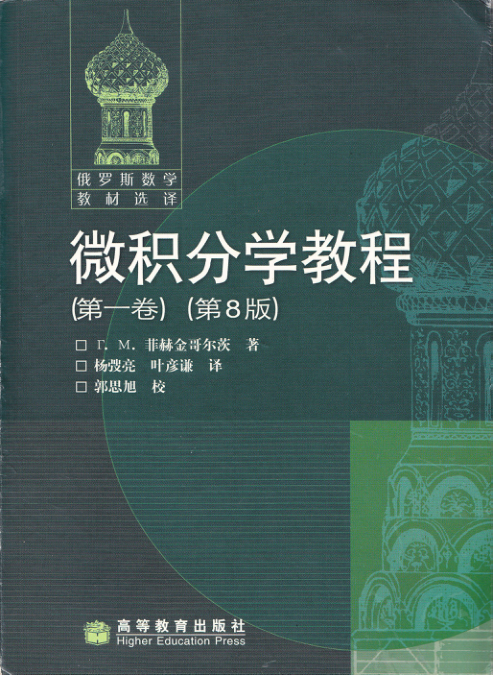 俄罗斯数学
教材选译
微积分学教程
(第一卷) (第8版)
□ Г. М. 菲赫金哥尔茨 著
□ 杨弢亮 叶彦谦 译
□ 郭思旭 校
高等教育出版社
Higher Education Press